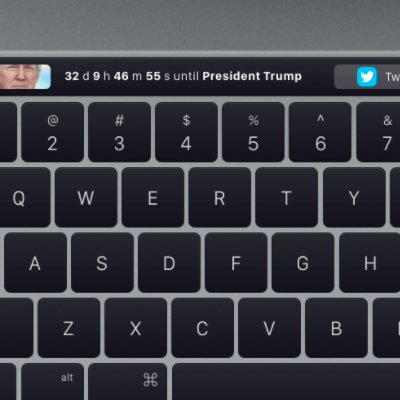 32 d 9 h 46 m 55 s until President Trump
Tw
@ # $ % ^ &
2 3 4 5 6 7
Q W E R T Y
A S D F G H
Z X C V B
alt ⌘